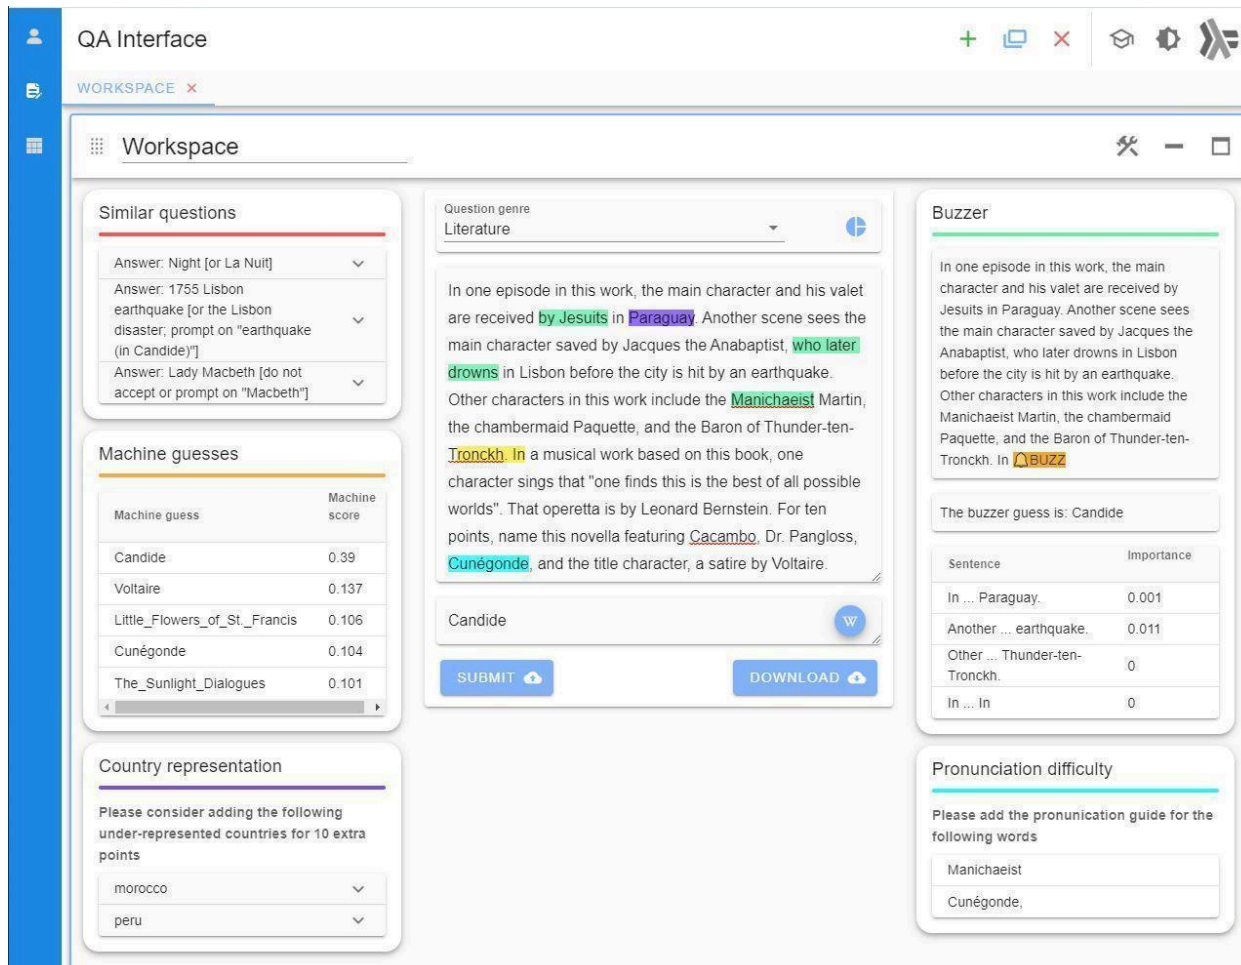 QA Interface
WORKSPACE
Workspace
Similar questions
Answer: Night [or La Nuit]
Answer: 1755 Lisbon
earthquake [or the Lisbon
disaster; prompt on "earthquake
(in Candide)"]
Answer: Lady Macbeth [do not
accept or prompt on "Macbeth"]
Machine guesses
Machine guess Machine score
Candide 0.39
Voltaire 0.137
Little_Flowers_of_St._Francis 0.106
Cunégonde 0.104
The_Sunlight_Dialogues 0.101
Country representation
Please consider adding the following
under-represented countries for 10 extra
points
morocco
peru
Question genre
Literature
In one episode in this work, the main character and his valet
are received by Jesuits in Paraguay. Another scene sees the
main character saved by Jacques the Anabaptist, who later
drowns in Lisbon before the city is hit by an earthquake.
Other characters in this work include the Manichaeist Martin,
the chambermaid Paquette, and the Baron of Thunder-ten-
Tronckh. In a musical work based on this book, one
character sings that "one finds this is the best of all possible
worlds". That operetta is by Leonard Bernstein. For ten
points, name this novella featuring Cacambo, Dr. Pangloss,
Cunégonde, and the title character, a satire by Voltaire.
Candide
W
SUBMIT
DOWNLOAD
Buzzer
In one episode in this work, the main
character and his valet are received by
Jesuits in Paraguay. Another scene sees
the main character saved by Jacques the
Anabaptist, who later drowns in Lisbon
before the city is hit by an earthquake.
Other characters in this work include the
Manichaeist Martin, the chambermaid
Paquette, and the Baron of Thunder-ten-
Tronckh. In BUZZ
The buzzer guess is: Candide
Sentence Importance
In ... Paraguay. 0.001
Another ... earthquake. 0.011
Other ... Thunder-ten-
Tronckh. 0
In ... In 0
Pronunciation difficulty
Please add the pronunication guide for the
following words
Manichaeist
Cunégonde,